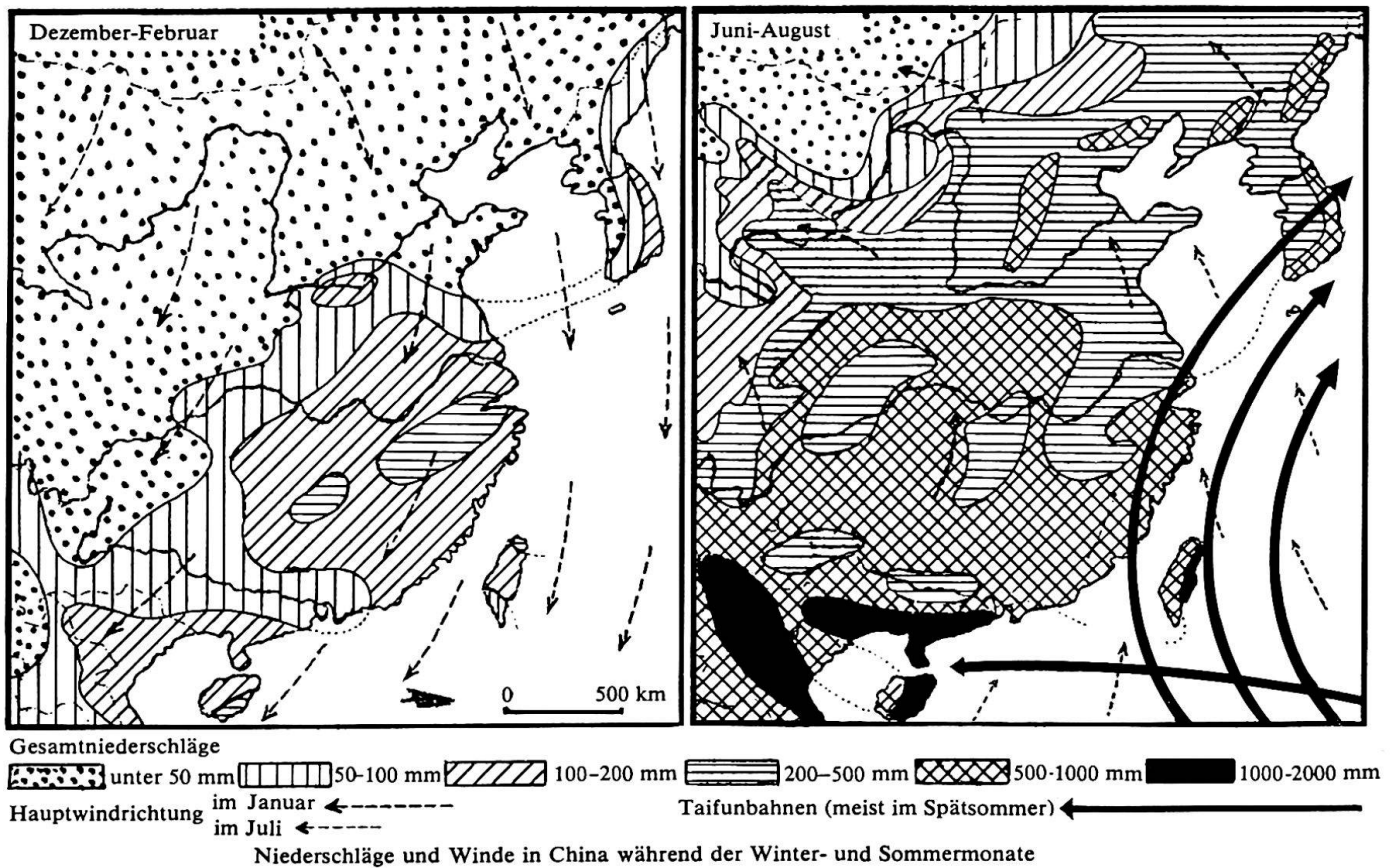 Dezember-Februar
Juni-August
0 500 km
Gesamtniederschläge
unter 50 mm 50-100 mm 100-200 mm 200-500 mm 500-1000 mm 1000-2000 mm
Hauptwindrichtung im Januar
im Juli
Taifunbahnen (meist im Spätsommer)
Niederschläge und Winde in China während der Winter- und Sommermonate